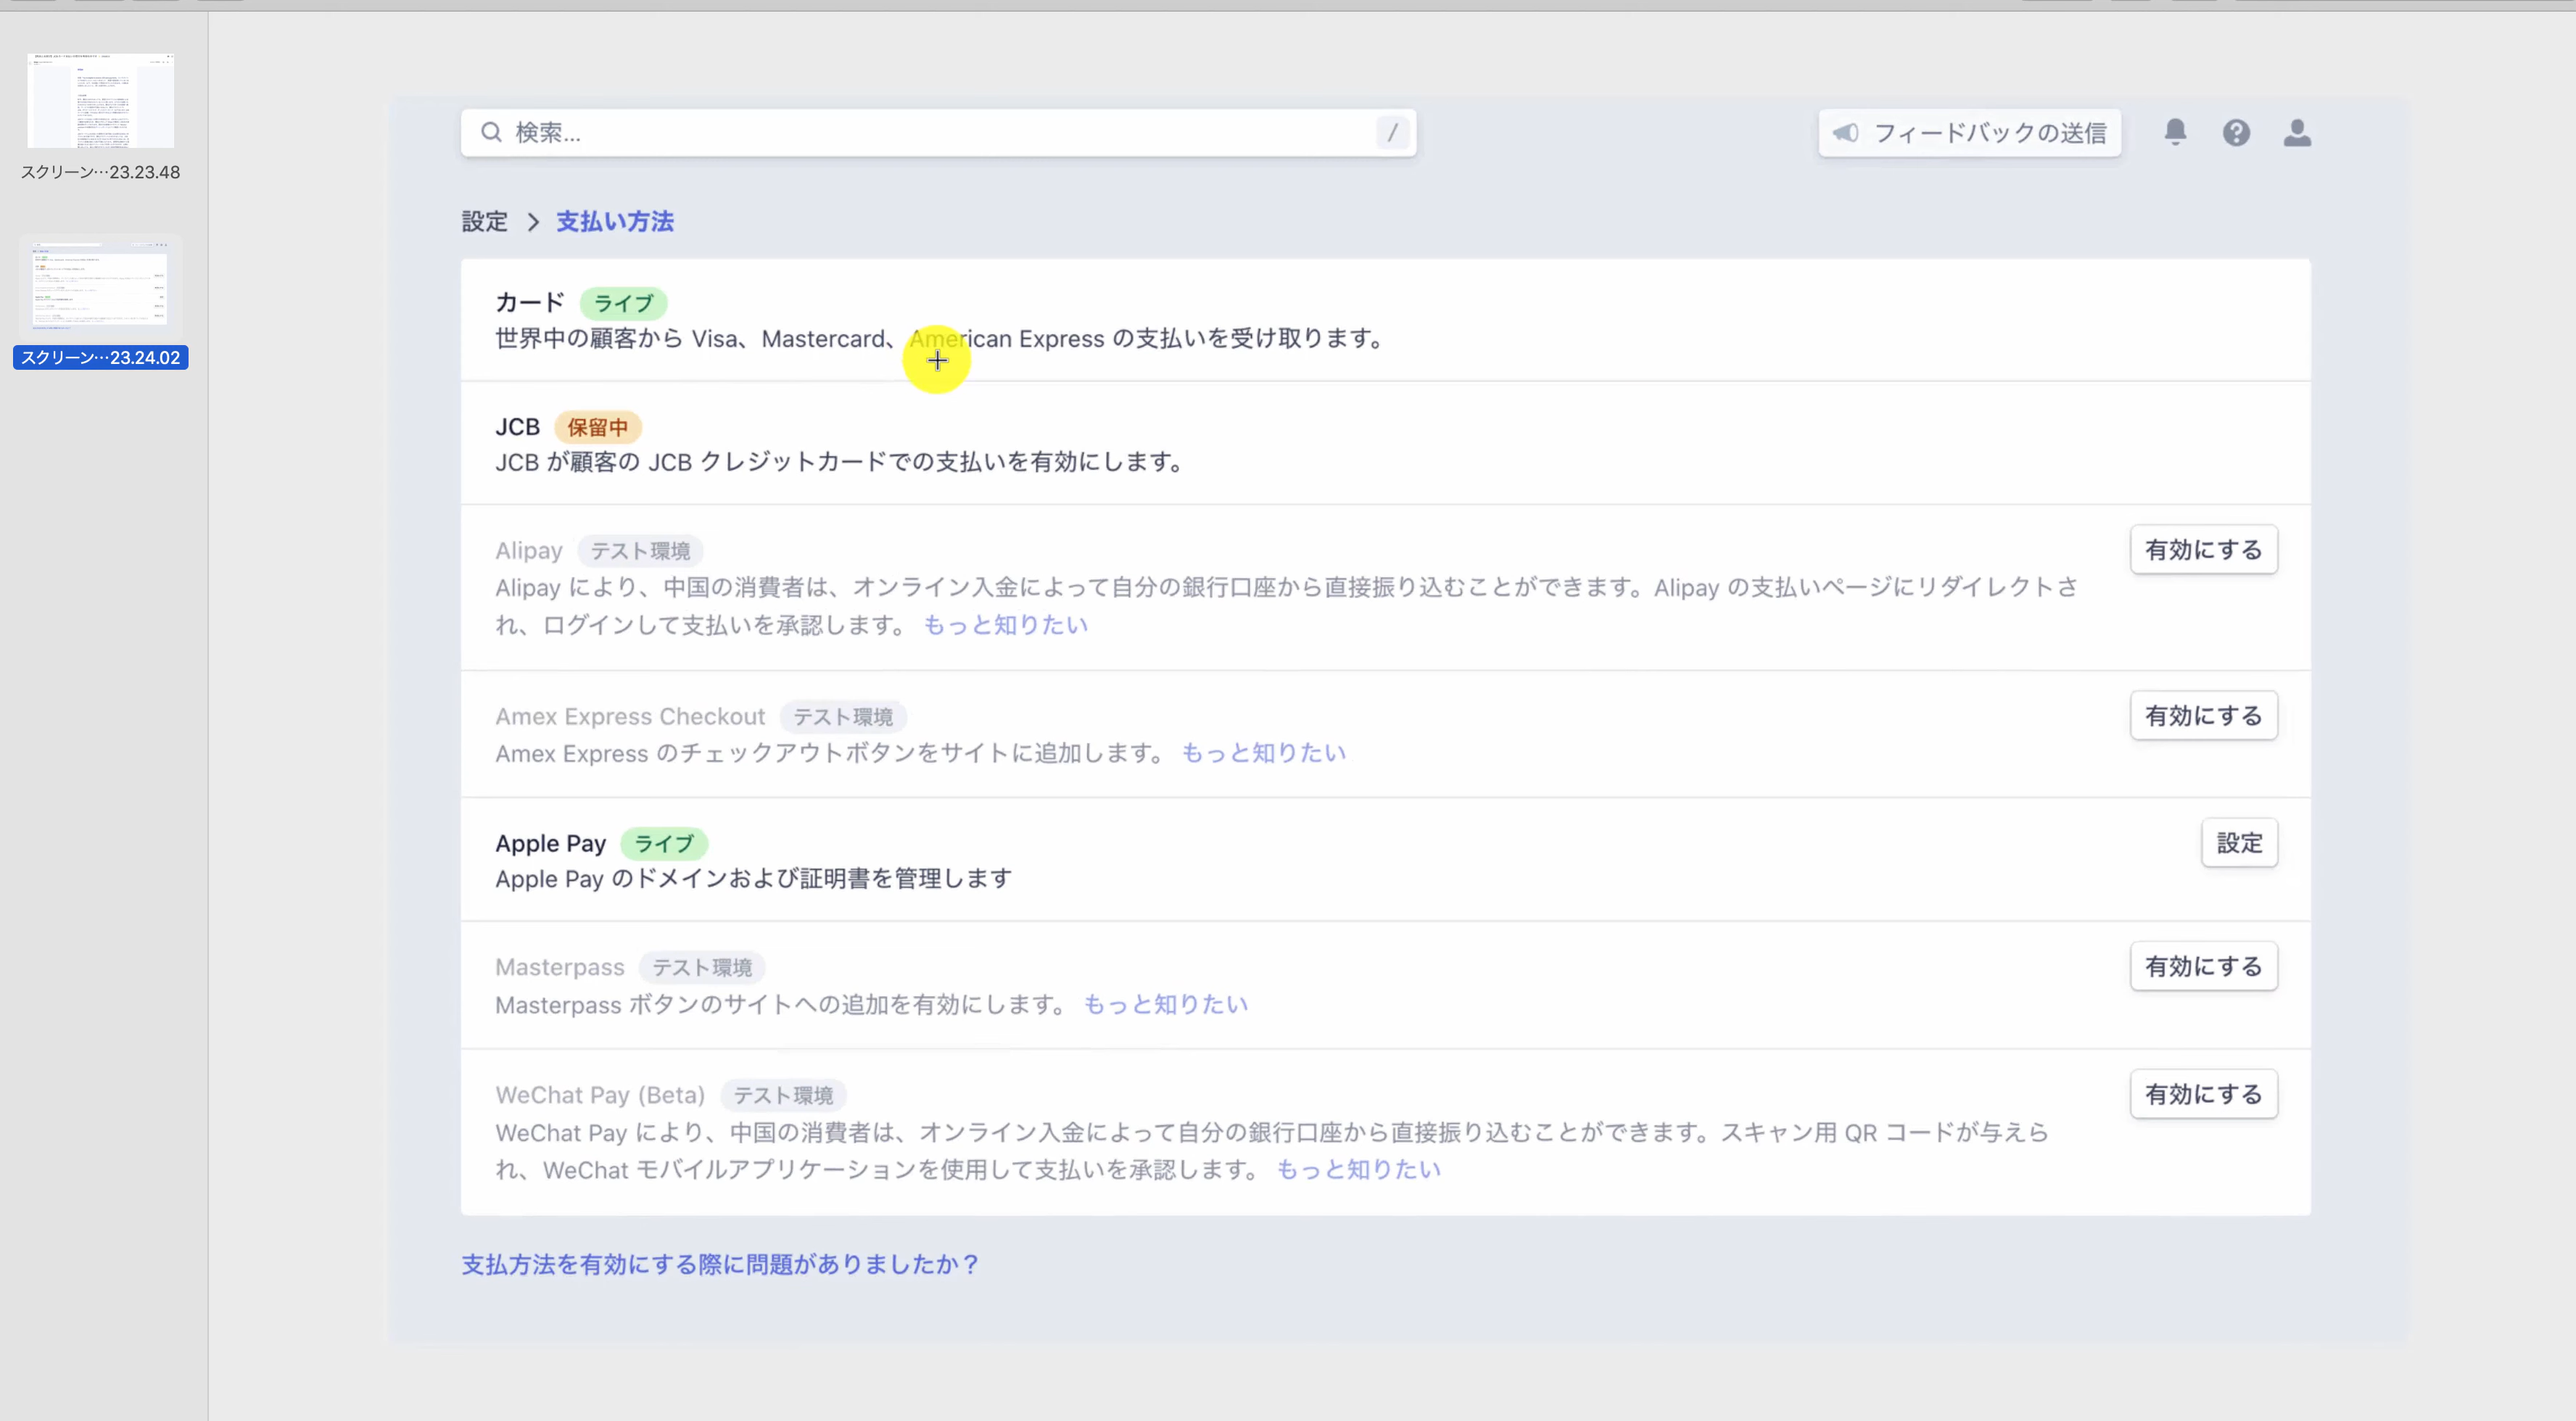 スクリーン…23.23.48
スクリーン…23.24.02
検索...
/
フィードバックの送信
設定 > 支払い方法
カード ライブ
世界中の顧客から Visa、Mastercard、American Express の支払いを受け取ります。
JCB 保留中
JCB が顧客の JCB クレジットカードでの支払いを有効にします。
Alipay テスト環境
有効にする
Alipay により、中国の消費者は、オンライン入金によって自分の銀行口座から直接振り込むことができます。Alipay の支払いページにリダイレクトさ
れ、ログインして支払いを承認します。 もっと知りたい
Amex Express Checkout テスト環境
有効にする
Amex Express のチェックアウトボタンをサイトに追加します。 もっと知りたい
Apple Pay ライブ
設定
Apple Pay のドメインおよび証明書を管理します
Masterpass テスト環境
有効にする
Masterpass ボタンのサイトへの追加を有効にします。 もっと知りたい
WeChat Pay (Beta) テスト環境
有効にする
WeChat Pay により、中国の消費者は、オンライン入金によって自分の銀行口座から直接振り込むことができます。スキャン用 QR コードが与えら
れ、WeChat モバイルアプリケーションを使用して支払いを承認します。 もっと知りたい
支払方法を有効にする際に問題がありましたか？